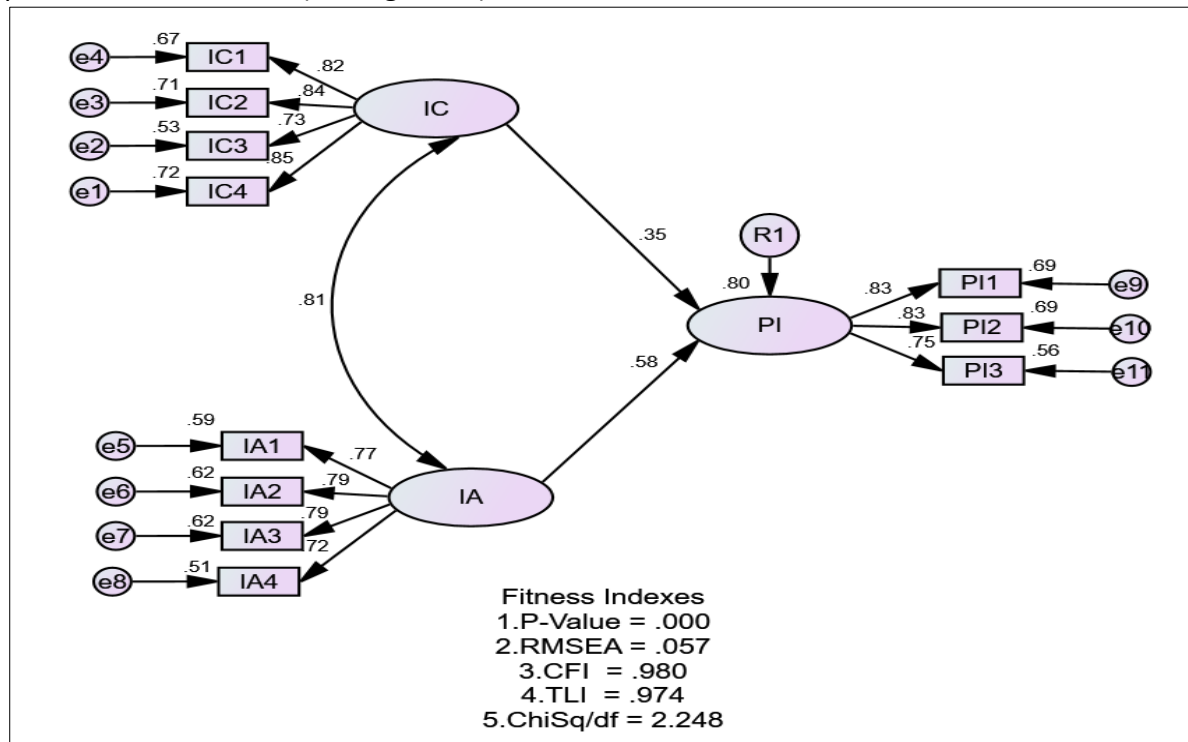 e4 .67 IC1 .82
e3 .71 IC2 .84
e2 .53 IC3 .73
e1 .72 IC4 .85
IC
.81
.35
R1
.80
PI
.58
.83 PI1 .69 e9
.83 PI2 .69 e10
.75 PI3 .56 e11
e5 .59 IA1 .77
e6 .62 IA2 .79
e7 .62 IA3 .79
e8 .51 IA4 .72
IA
Fitness Indexes
1.P-Value = .000
2.RMSEA = .057
3.CFI = .980
4.TLI = .974
5.ChiSq/df = 2.248